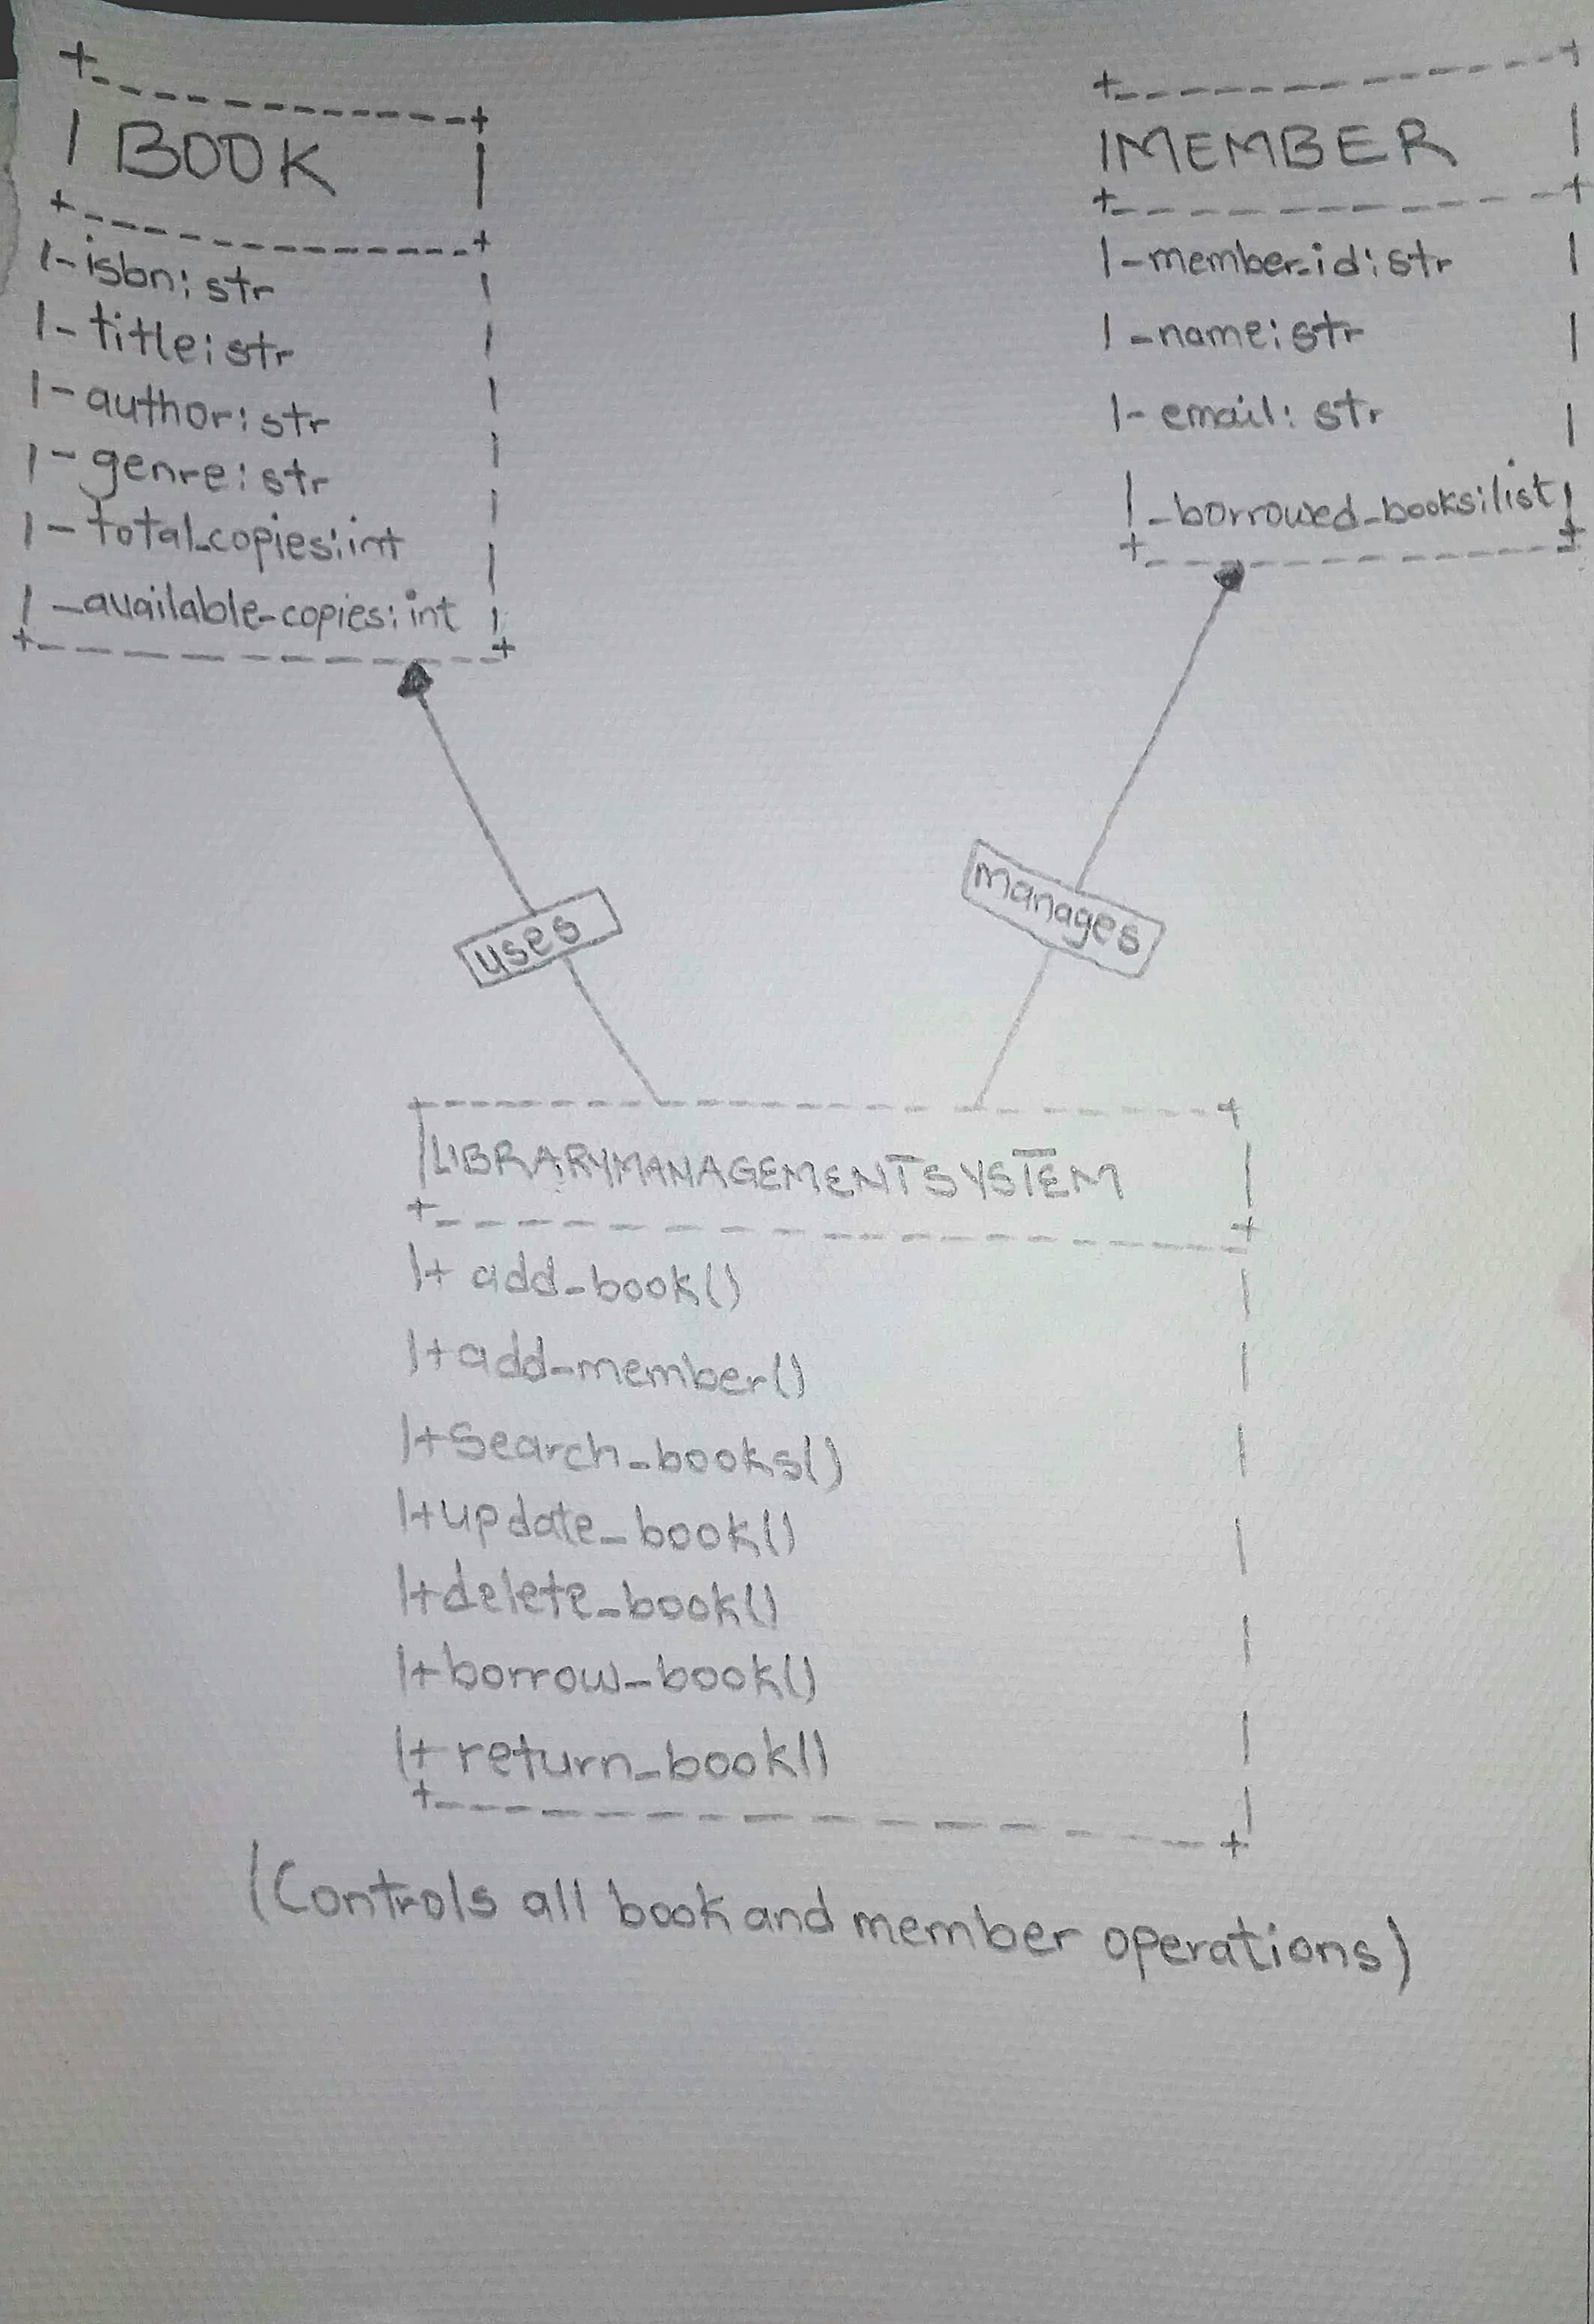 BOOK
- isbn: str
- title: str
- author: str
- genre: str
- total_copies: int
- available_copies: int
MEMBER
- member_id: str
- name: str
- email: str
- borrowed_books: list
uses
manages
LIBRARYMANAGEMENTSYSTEM
+ add_book()
+ add_member()
+ Search_books()
+ update_book()
+ delete_book()
+ borrow_book()
+ return_book()
(Controls all book and member operations)